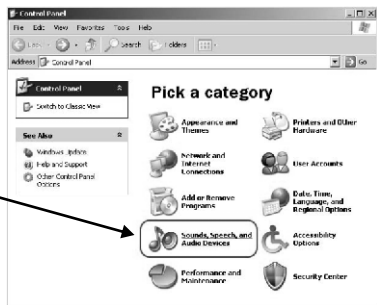 Control Panel
File Edit View Favorites Tools Help
Back Search Folders
Address Control Panel Go
Control Panel
Switch to Classic View
See Also
Windows Update
Help and Support
Other Control Panel
Options
Pick a category
Appearance and
Themes
Printers and Other
Hardware
Network and
Internet
Connections
User Accounts
Add or Remove
Programs
Date, Time,
Language, and
Regional Options
Sounds, Speech, and
Audio Devices
Accessibility
Options
Performance and
Maintenance
Security Center